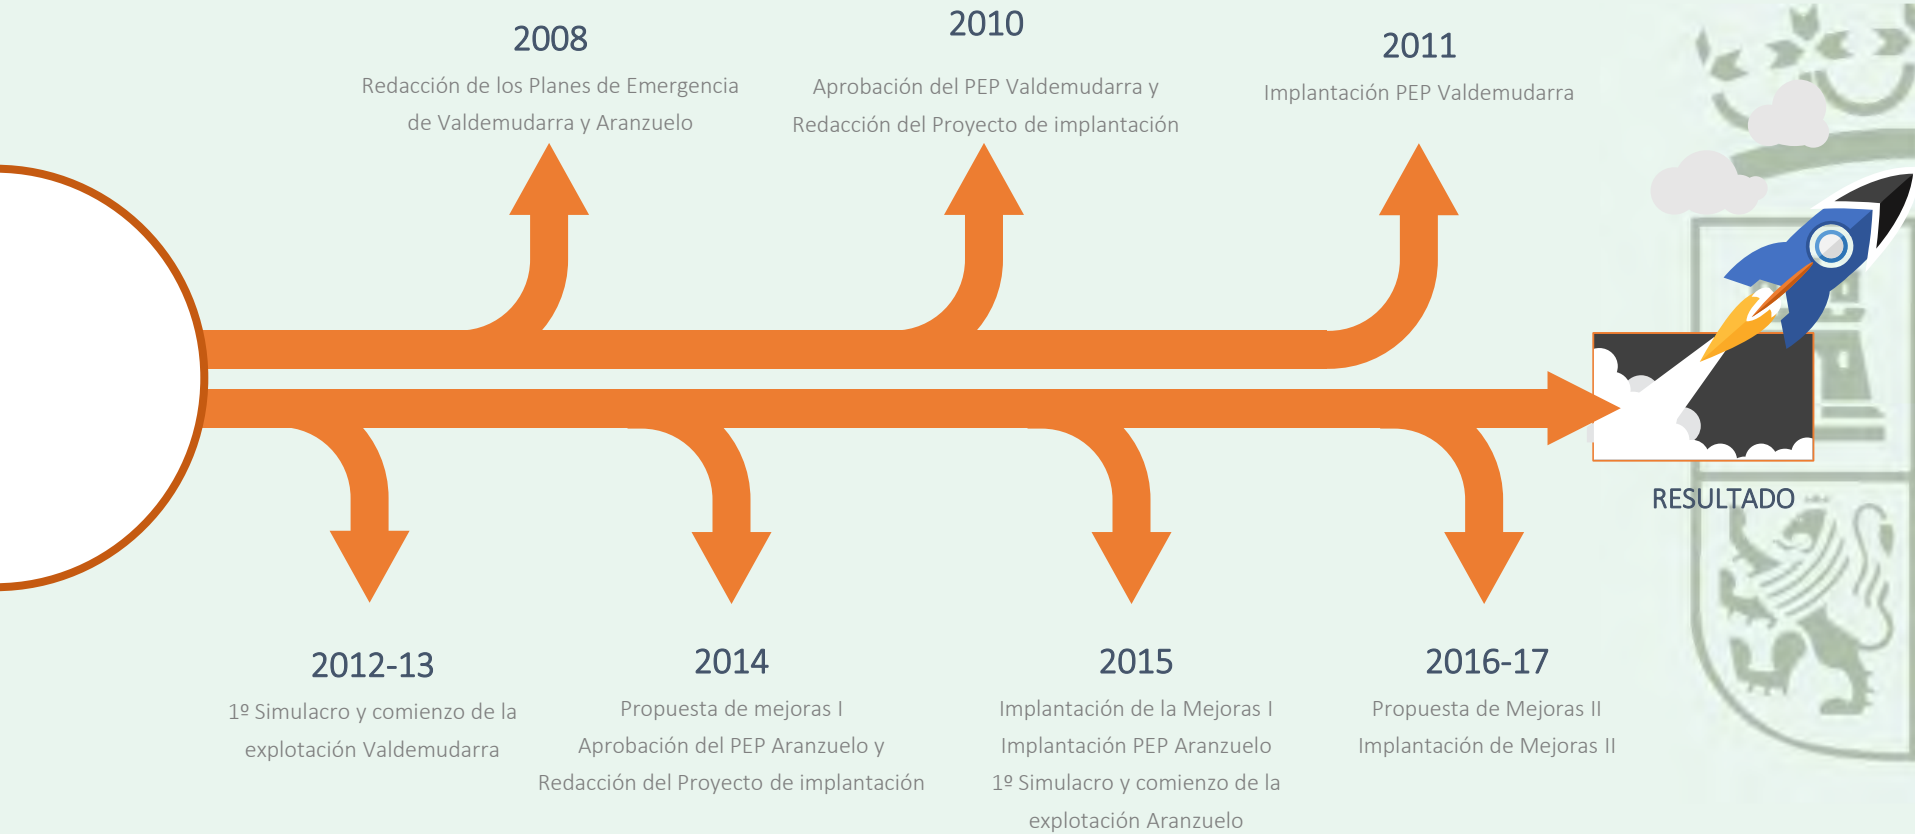 2008
Redacción de los Planes de Emergencia
de Valdemudarra y Aranzuelo
2010
Aprobación del PEP Valdemudarra y
Redacción del Proyecto de implantación
2011
Implantación PEP Valdemudarra
RESULTADO
2012-13
1º Simulacro y comienzo de la
explotación Valdemudarra
2014
Propuesta de mejoras I
Aprobación del PEP Aranzuelo y
Redacción del Proyecto de implantación
2015
Implantación de la Mejoras I
Implantación PEP Aranzuelo
1º Simulacro y comienzo de la
explotación Aranzuelo
2016-17
Propuesta de Mejoras II
Implantación de Mejoras II